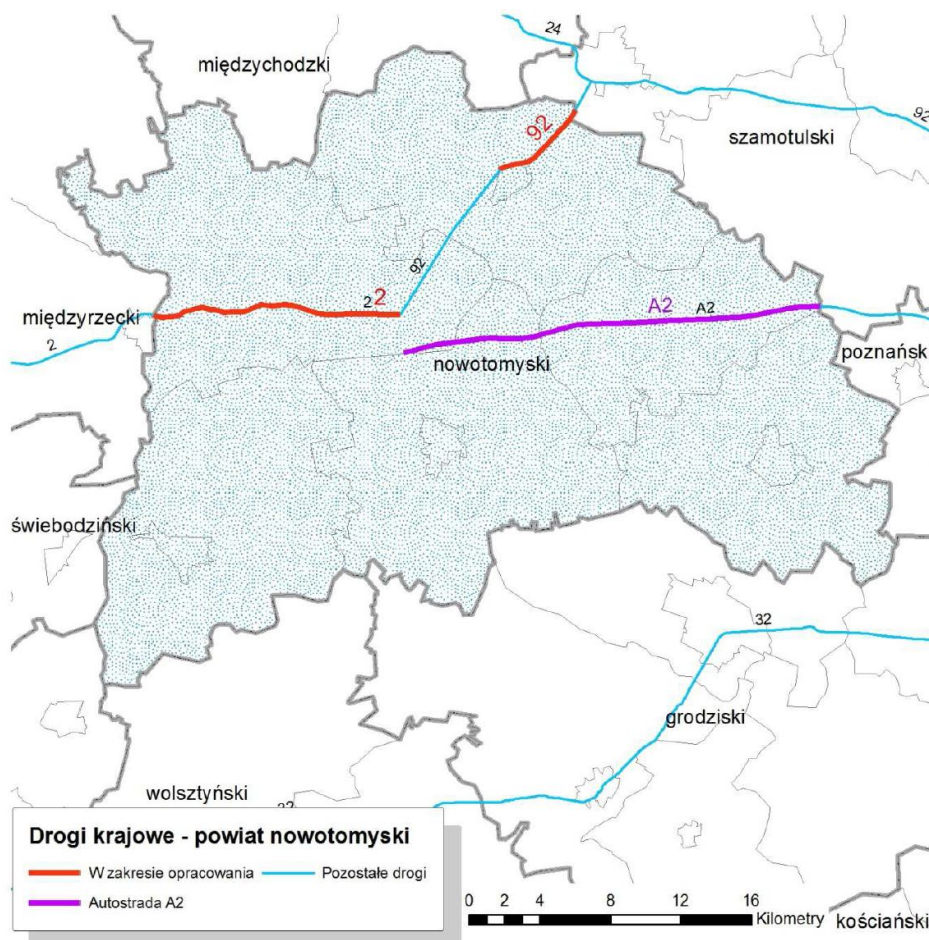 24
międzychodzki
92
92
szamotulski
92
2 2
A2 A2
międzyrzecki
2
nowotomyski
poznańsk
świebodziński
32
grodziski
wolsztyński
Drogi krajowe - powiat nowotomyski
W zakresie opracowania Pozostałe drogi
Autostrada A2
0 2 4 8 12 16
Kilometry
kościański